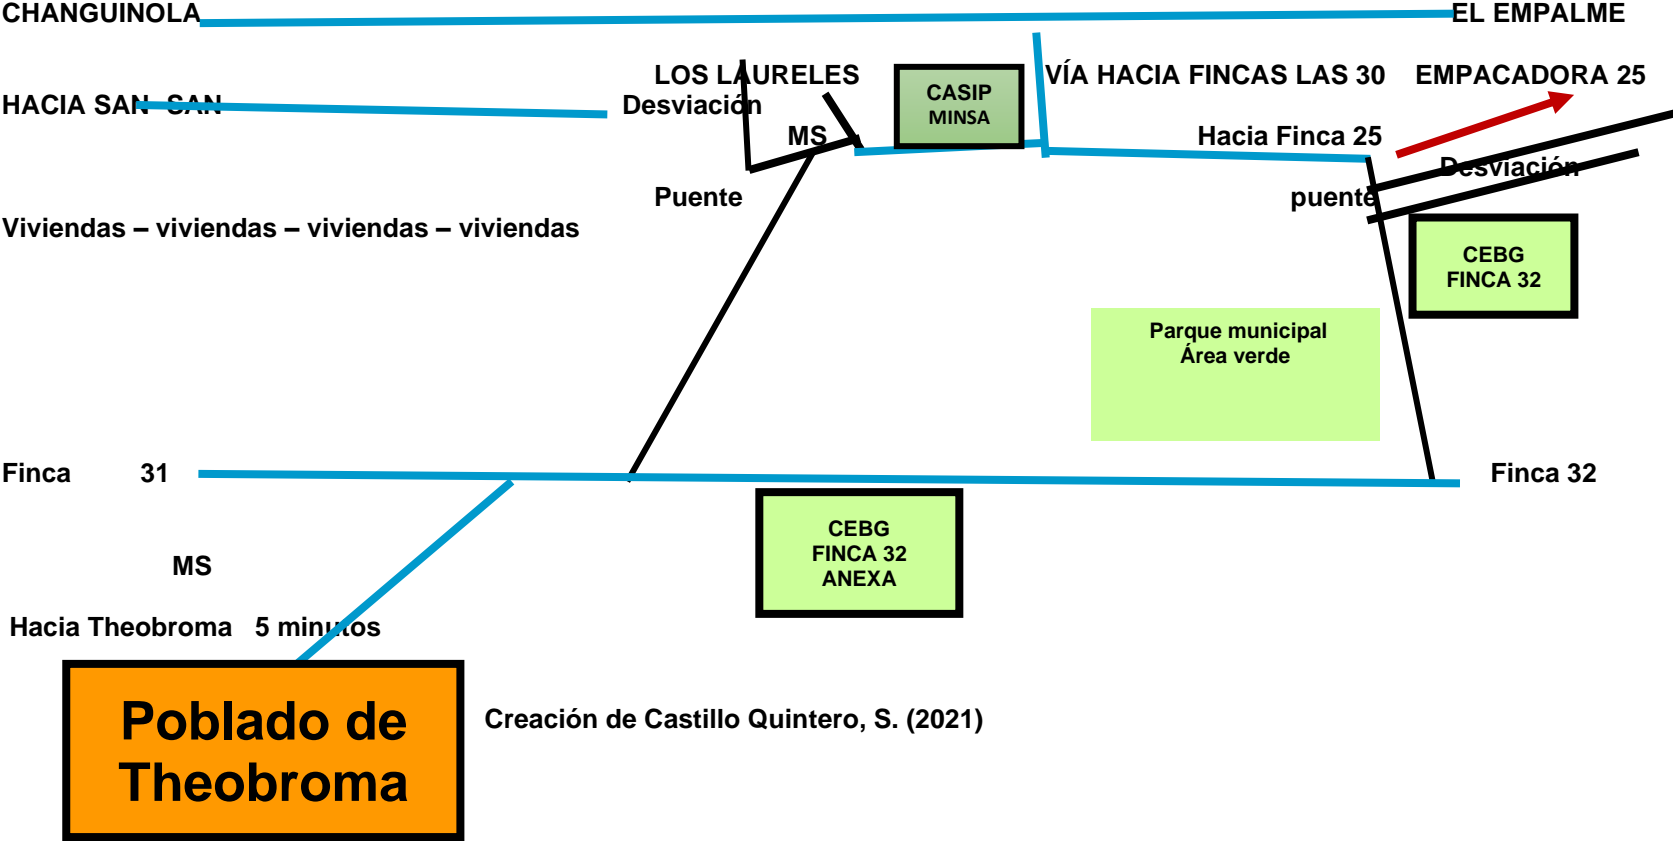 CHANGUINOLA EL EMPALME
LOS LAURELES CASIP MINSA VÍA HACIA FINCAS LAS 30 EMPACADORA 25
HACIA SAN SAN Desviación
MS Hacia Finca 25
Desviación
Puente puente
Viviendas – viviendas – viviendas – viviendas
CEBG
FINCA 32
Parque municipal
Área verde
Finca 31 Finca 32
CEBG
FINCA 32
ANEXA
MS
Hacia Theobroma 5 minutos
Poblado de
Theobroma
Creación de Castillo Quintero, S. (2021)